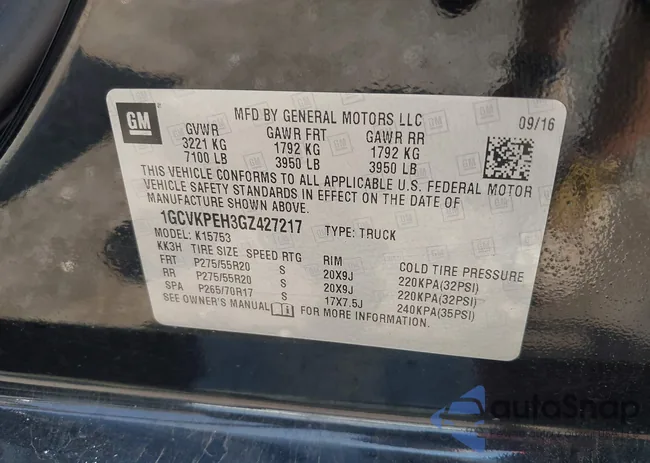 GM
MFD BY GENERAL MOTORS LLC
09/16
GVWR GAWR FRT GAWR RR
3221 KG 1792 KG 1792 KG
7100 LB 3950 LB 3950 LB
THIS VEHICLE CONFORMS TO ALL APPLICABLE U.S. FEDERAL MOTOR
VEHICLE SAFETY STANDARDS IN EFFECT ON THE DATE OF
MANUFACTURE SHOWN ABOVE.
1GCVKPEH3GZ427217 TYPE: TRUCK
MODEL: K15753
KK3H TIRE SIZE SPEED RTG RIM COLD TIRE PRESSURE
FRT P275/55R20 S 20X9J 220KPA(32PSI)
RR P275/55R20 S 20X9J 220KPA(32PSI)
SPA P265/70R17 S 17X7.5J 240KPA(35PSI)
SEE OWNER'S MANUAL FOR MORE INFORMATION.
autoSnap